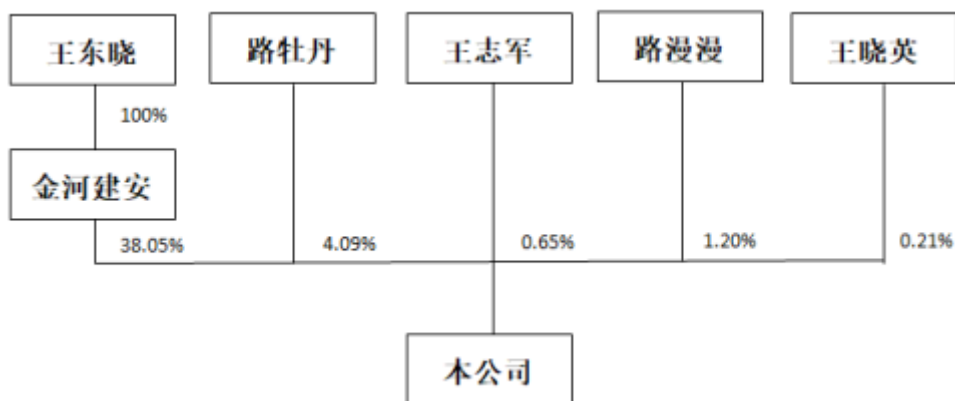 王东晓 路牡丹 王志军 路漫漫 王晓英
100%
金河建安
38.05% 4.09% 0.65% 1.20% 0.21%
本公司